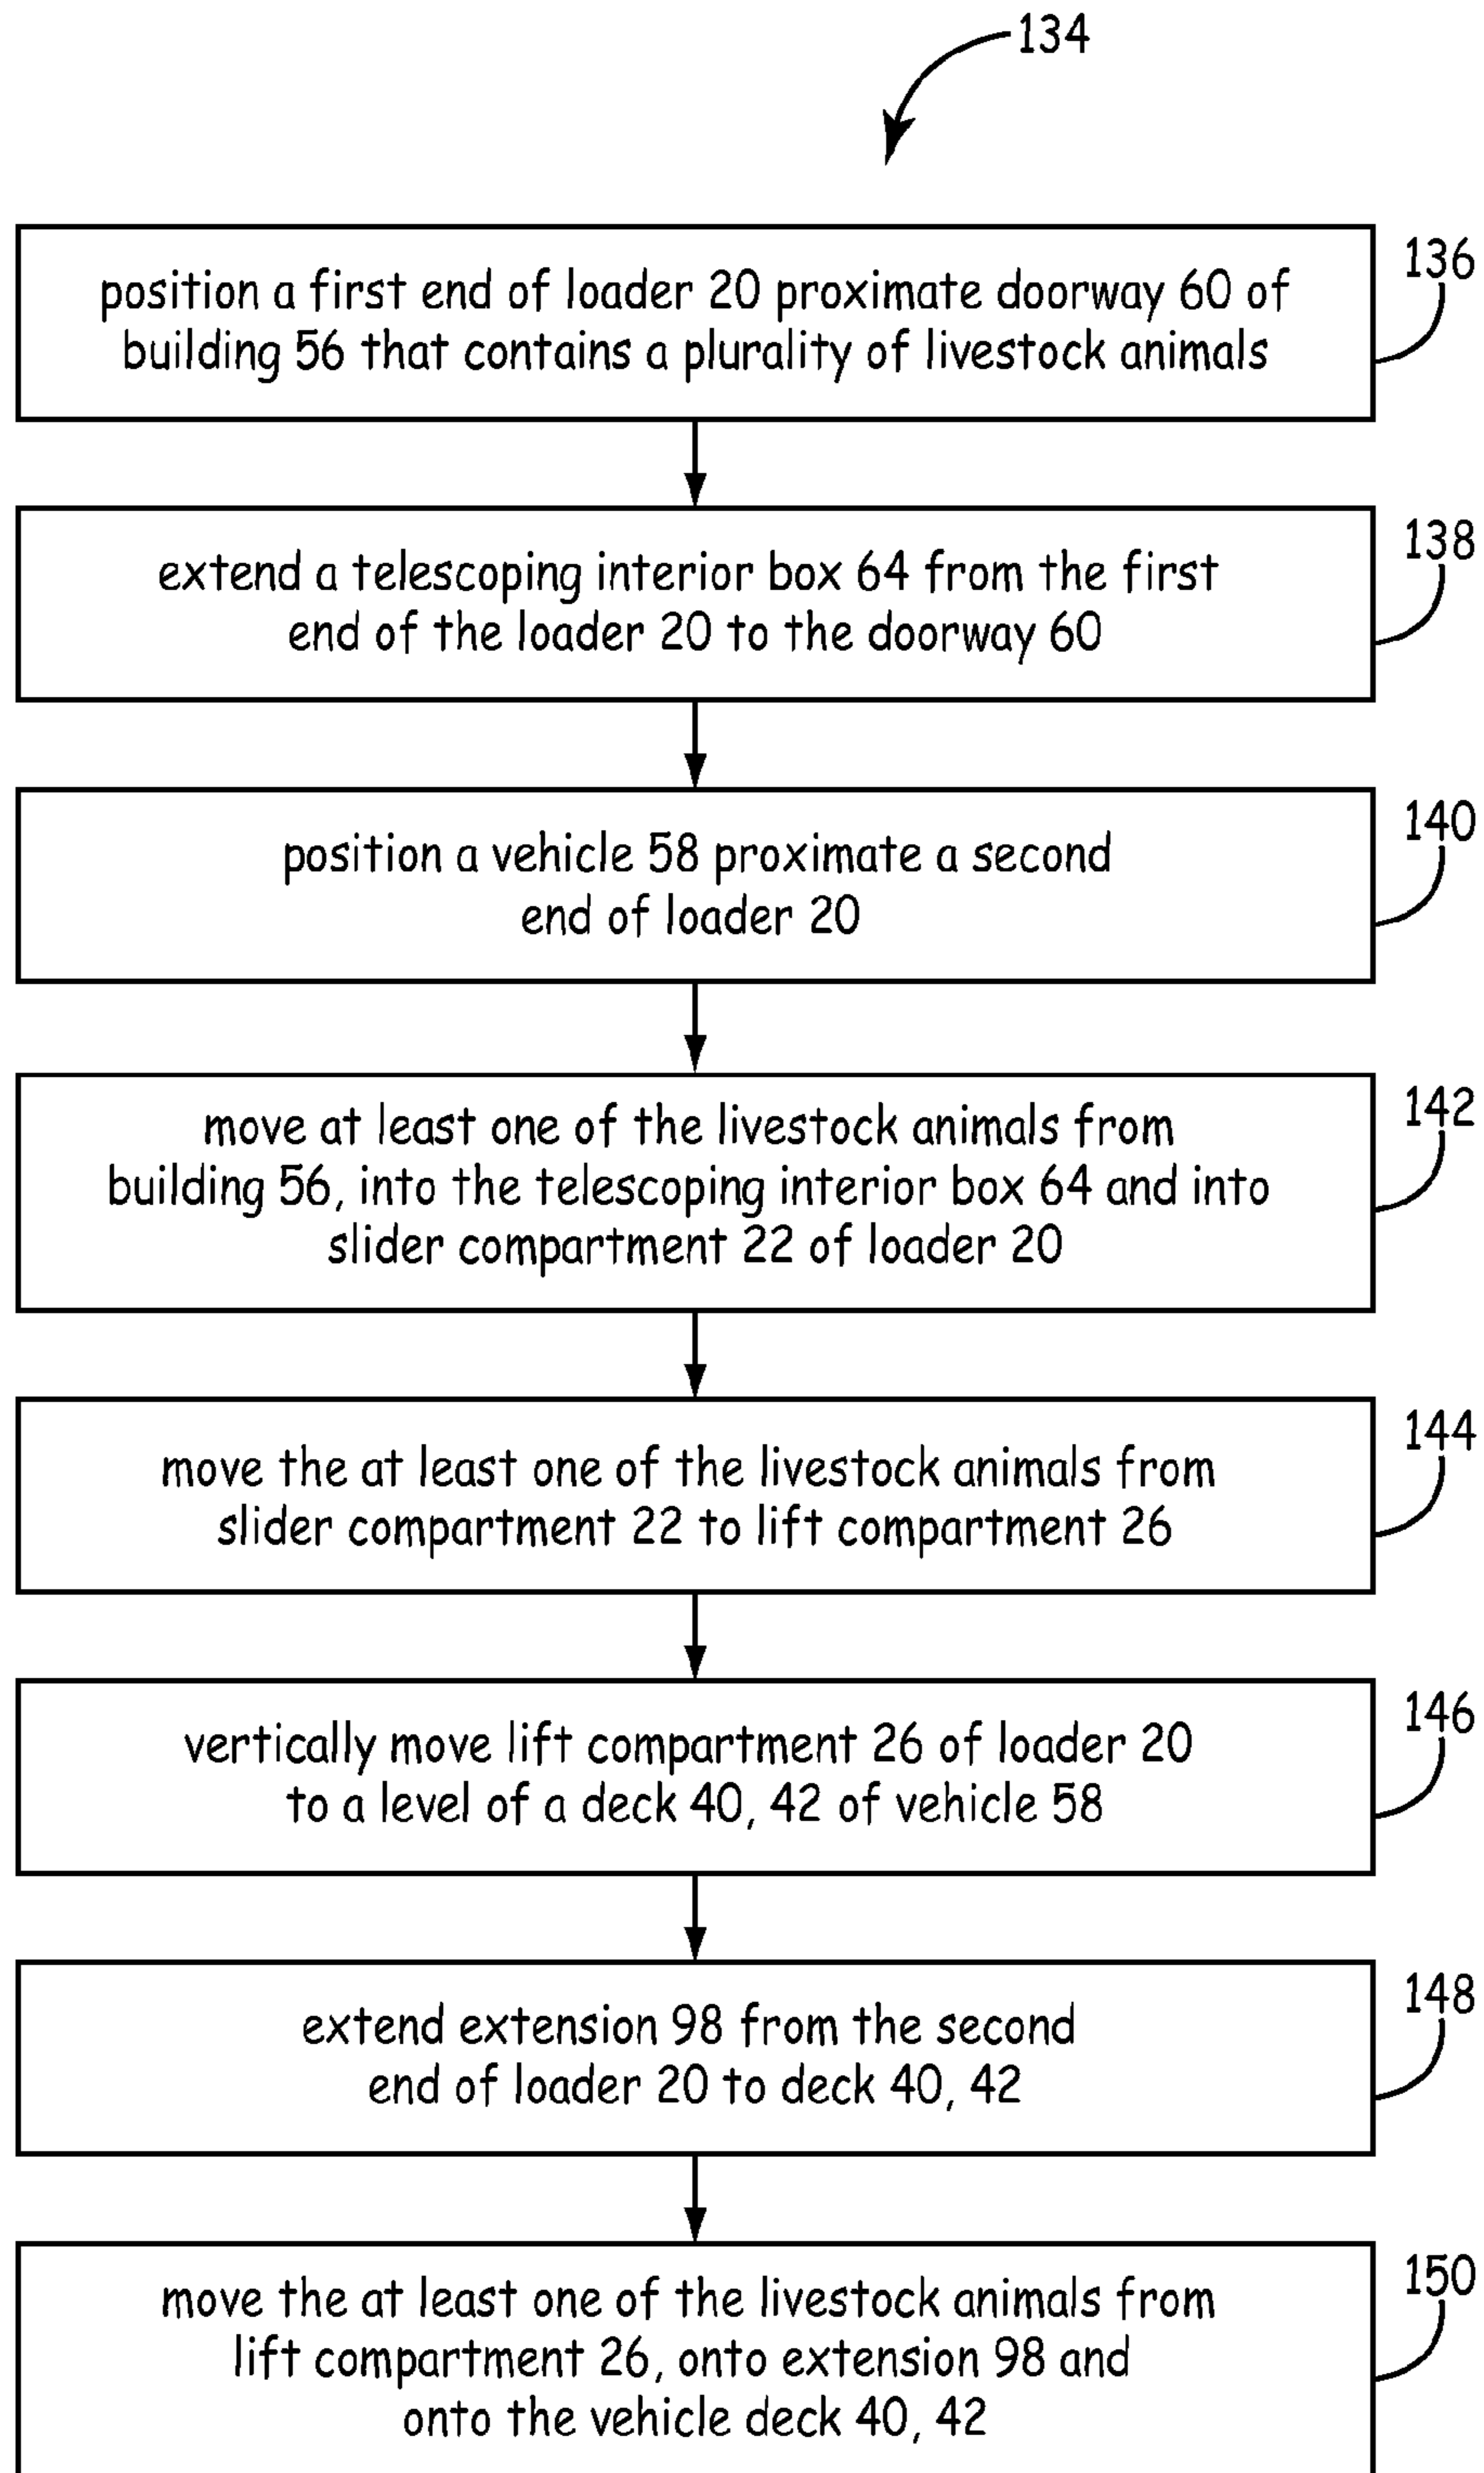 134
136
position a first end of loader 20 proximate doorway 60 of
building 56 that contains a plurality of livestock animals
138
extend a telescoping interior box 64 from the first
end of the loader 20 to the doorway 60
140
position a vehicle 58 proximate a second
end of loader 20
142
move at least one of the livestock animals from
building 56, into the telescoping interior box 64 and into
slider compartment 22 of loader 20
144
move the at least one of the livestock animals from
slider compartment 22 to lift compartment 26
146
vertically move lift compartment 26 of loader 20
to a level of a deck 40, 42 of vehicle 58
148
extend extension 98 from the second
end of loader 20 to deck 40, 42
150
move the at least one of the livestock animals from
lift compartment 26, onto extension 98 and
onto the vehicle deck 40, 42